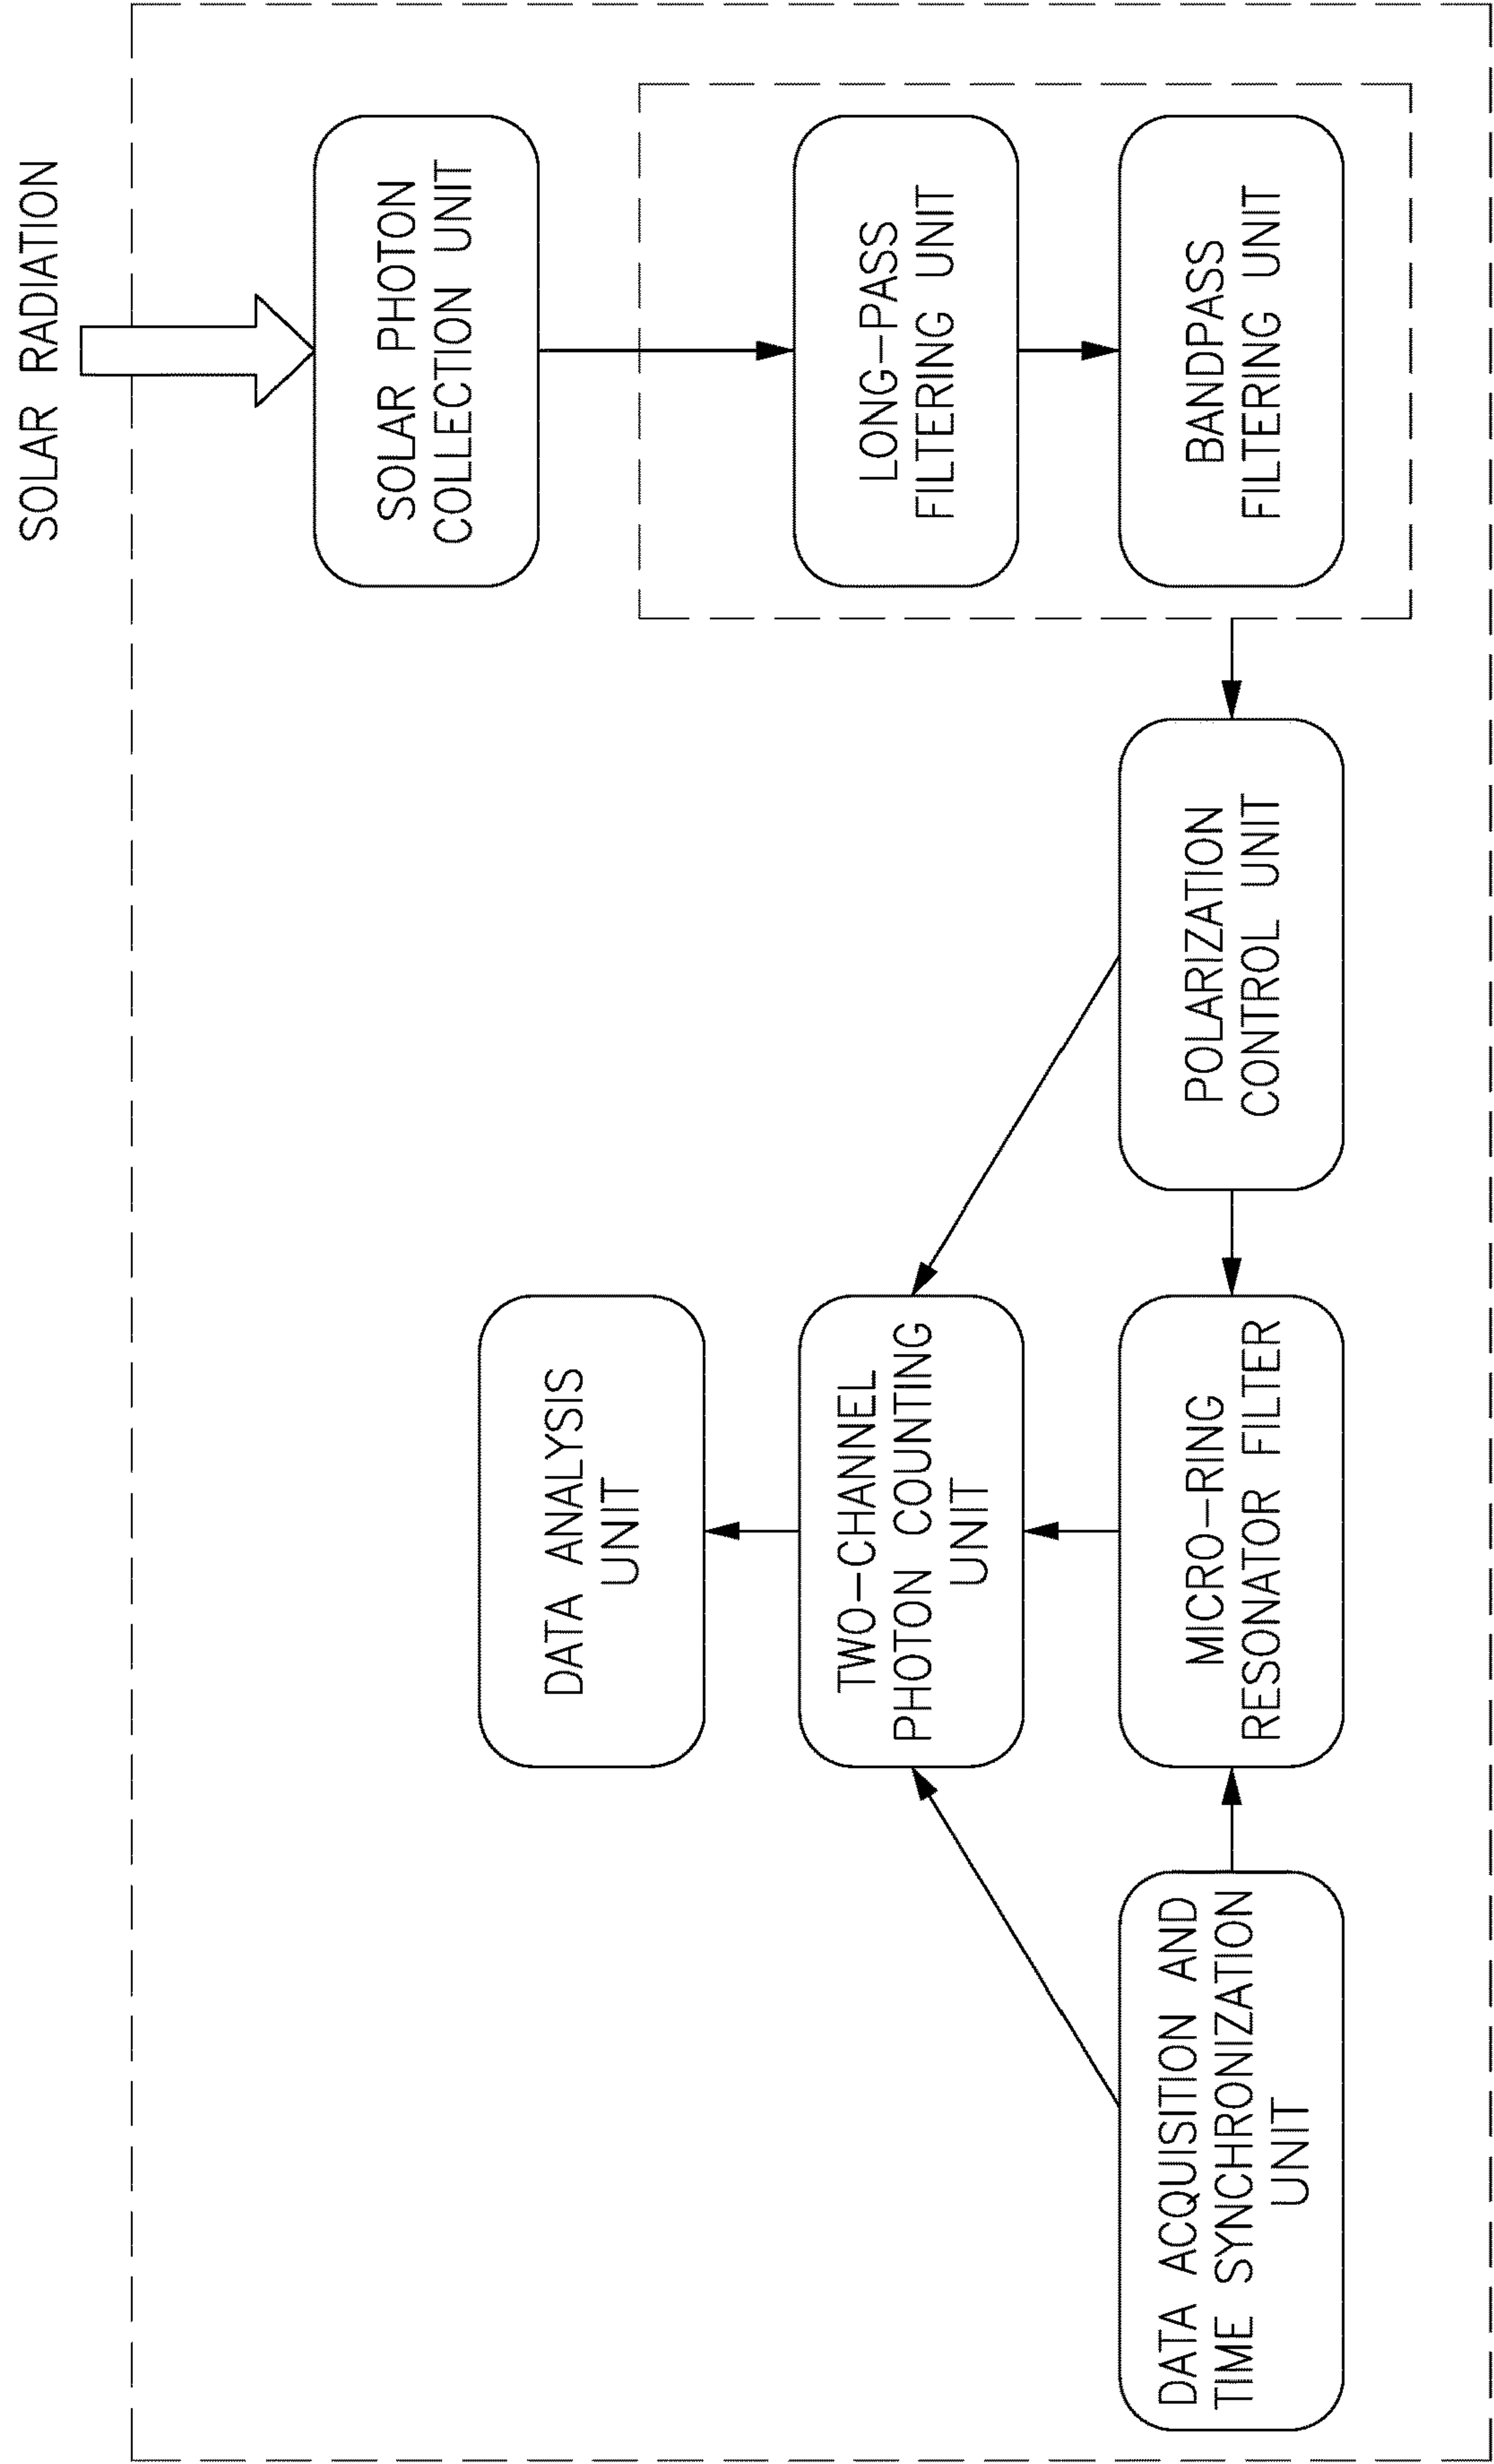 SOLAR RADIATION
SOLAR PHOTON
COLLECTION UNIT
LONG-PASS
FILTERING UNIT
BANDPASS
FILTERING UNIT
POLARIZATION
CONTROL UNIT
DATA ANALYSIS
UNIT
TWO-CHANNEL
PHOTON COUNTING
UNIT
MICRO-RING
RESONATOR FILTER
DATA ACQUISITION AND
TIME SYNCHRONIZATION
UNIT